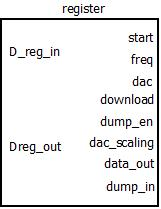 register
start
D_reg_in
freq
dac
download
dump_en
Dreg_out
dac_scaling
data_out
dump_in